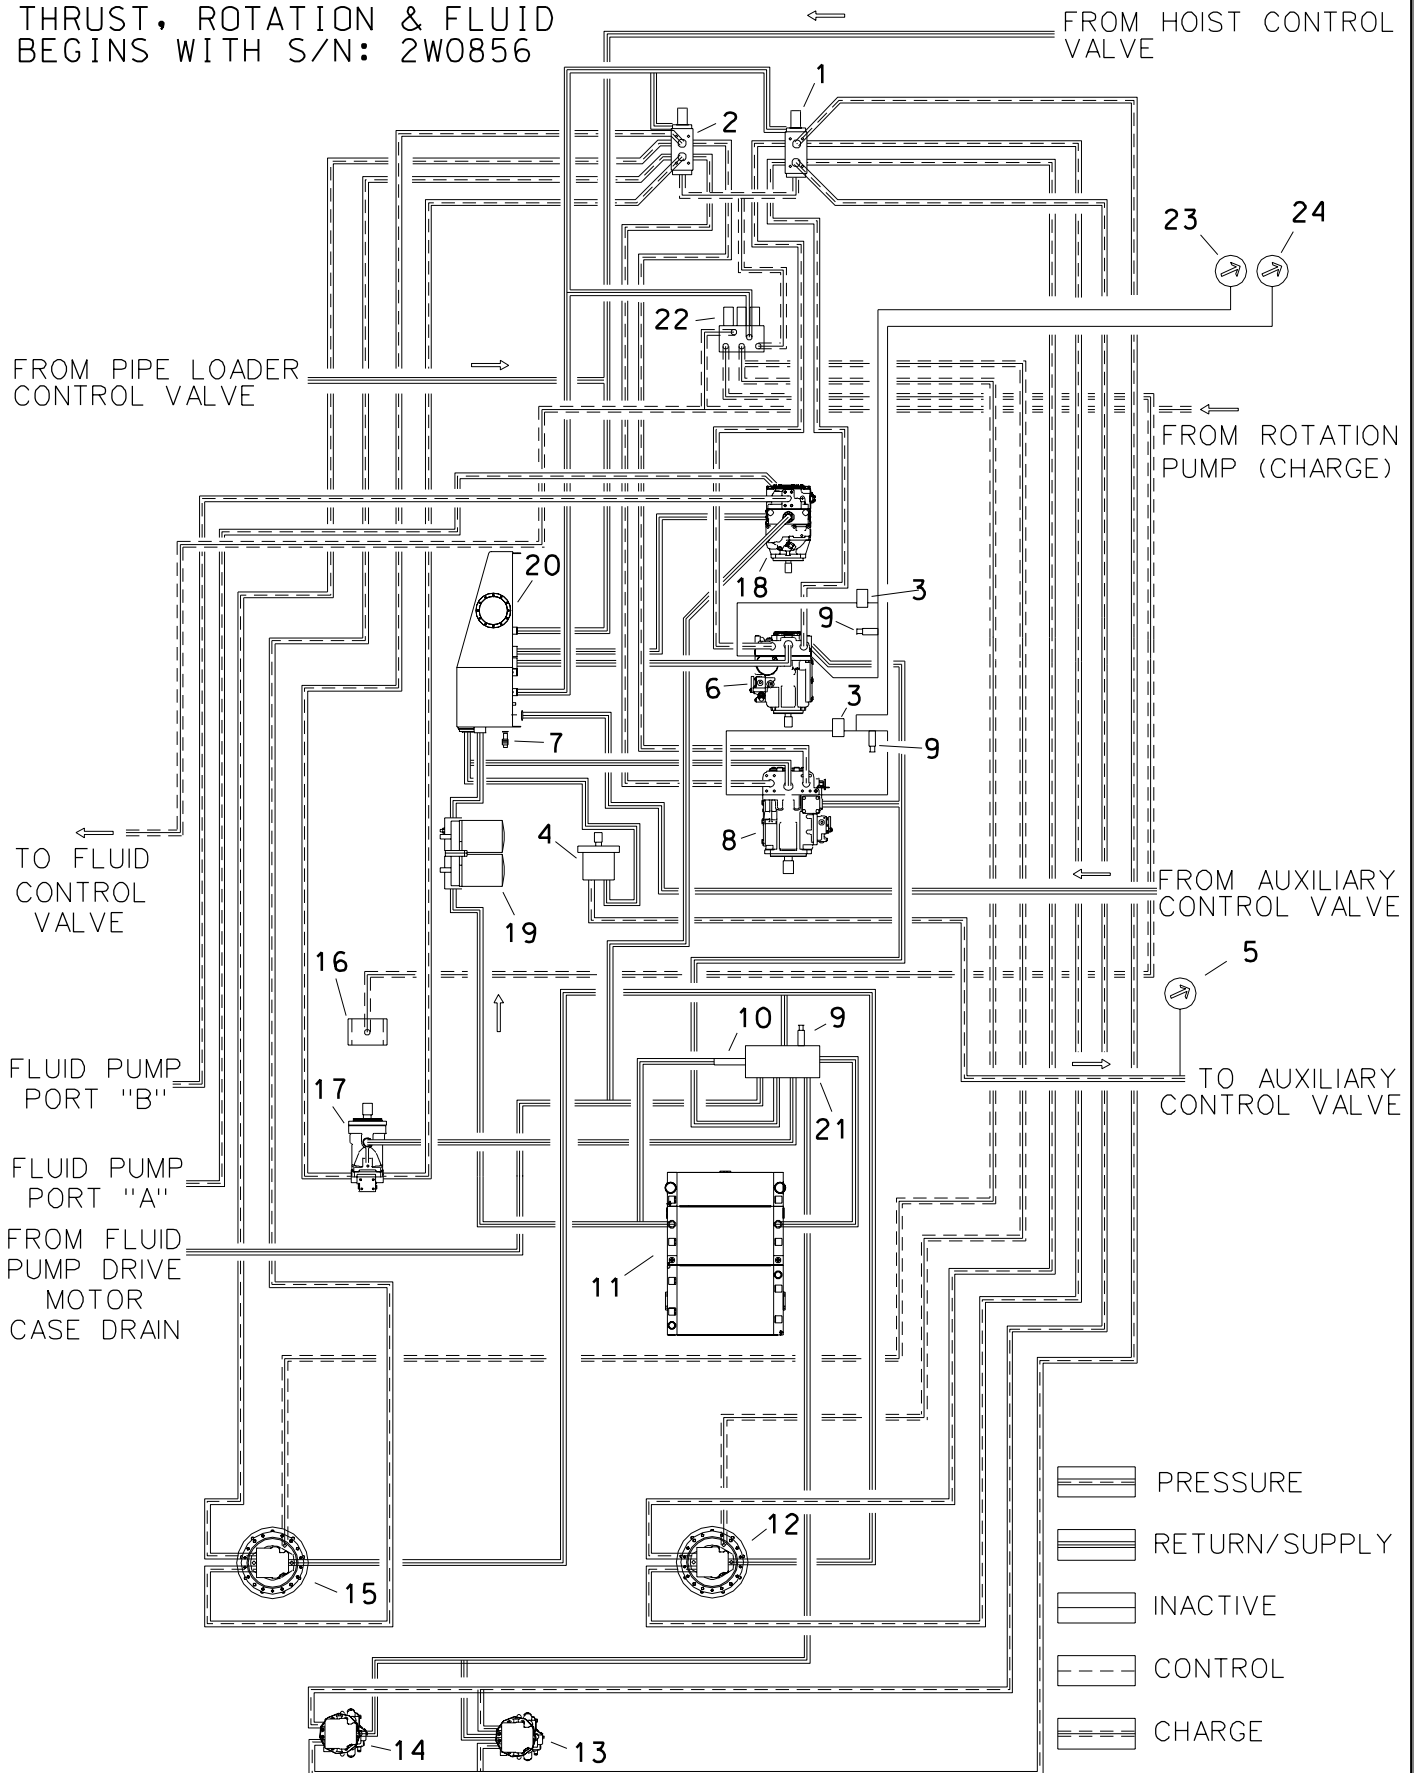 THRUST, ROTATION & FLUID
BEGINS WITH S/N: 2W0856
FROM HOIST CONTROL
VALVE
1
2
23
24
22
FROM PIPE LOADER
CONTROL VALVE
FROM ROTATION
PUMP (CHARGE)
20
18
3
9
6
3
7
9
4
8
TO FLUID
CONTROL
VALVE
19
FROM AUXILIARY
CONTROL VALVE
16
5
10
9
FLUID PUMP
PORT "B"
17
TO AUXILIARY
CONTROL VALVE
21
FLUID PUMP
PORT "A"
FROM FLUID
PUMP DRIVE
MOTOR
CASE DRAIN
11
12
15
14
13
PRESSURE
RETURN/SUPPLY
INACTIVE
CONTROL
CHARGE